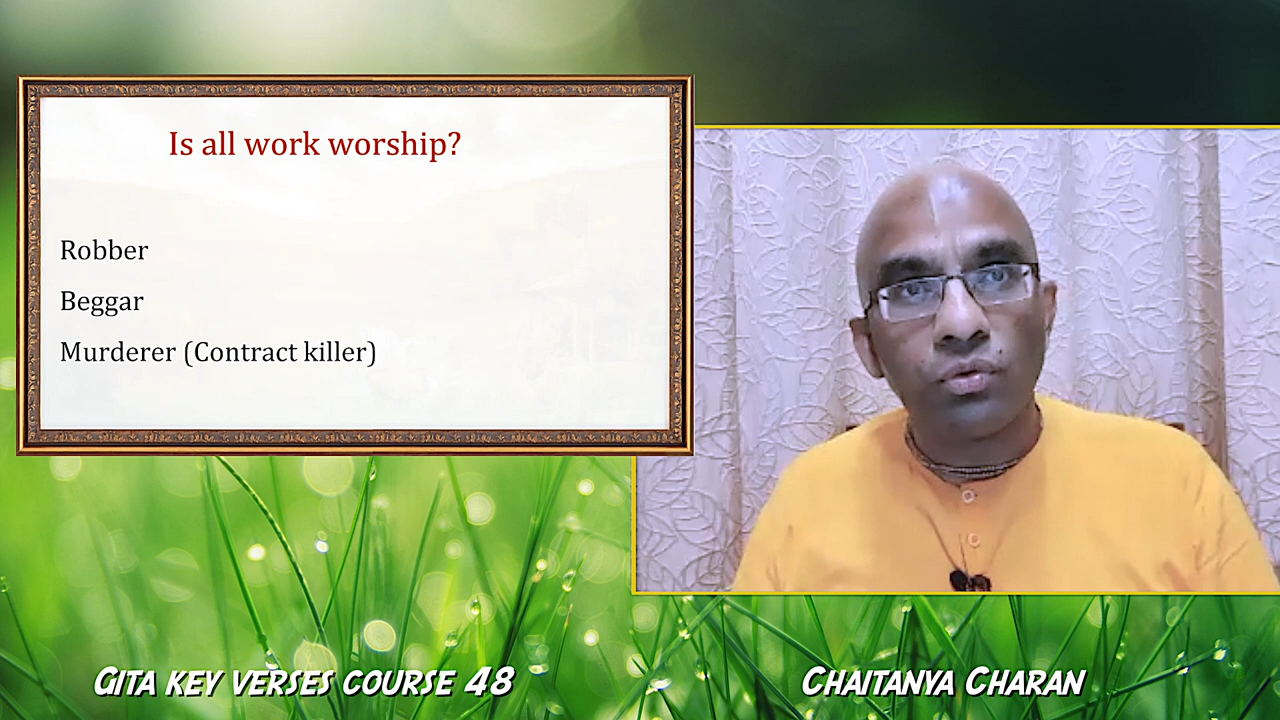 Is all work worship?
Robber
Beggar
Murderer (Contract killer)
Gita key verses course 48
Chaitanya Charan